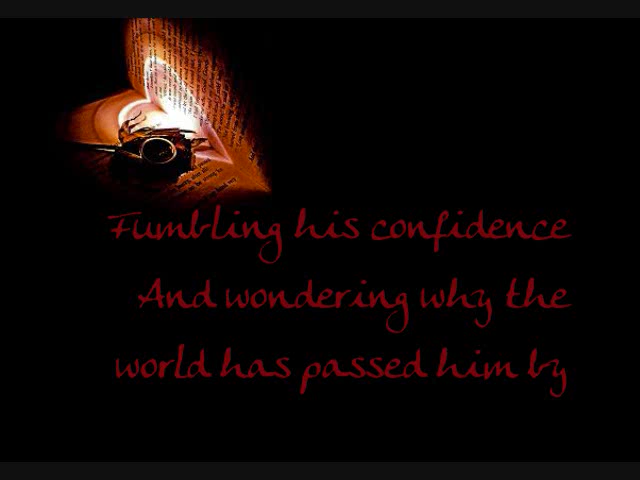 Fumbling his confidence
And wondering why the
world has passed him by